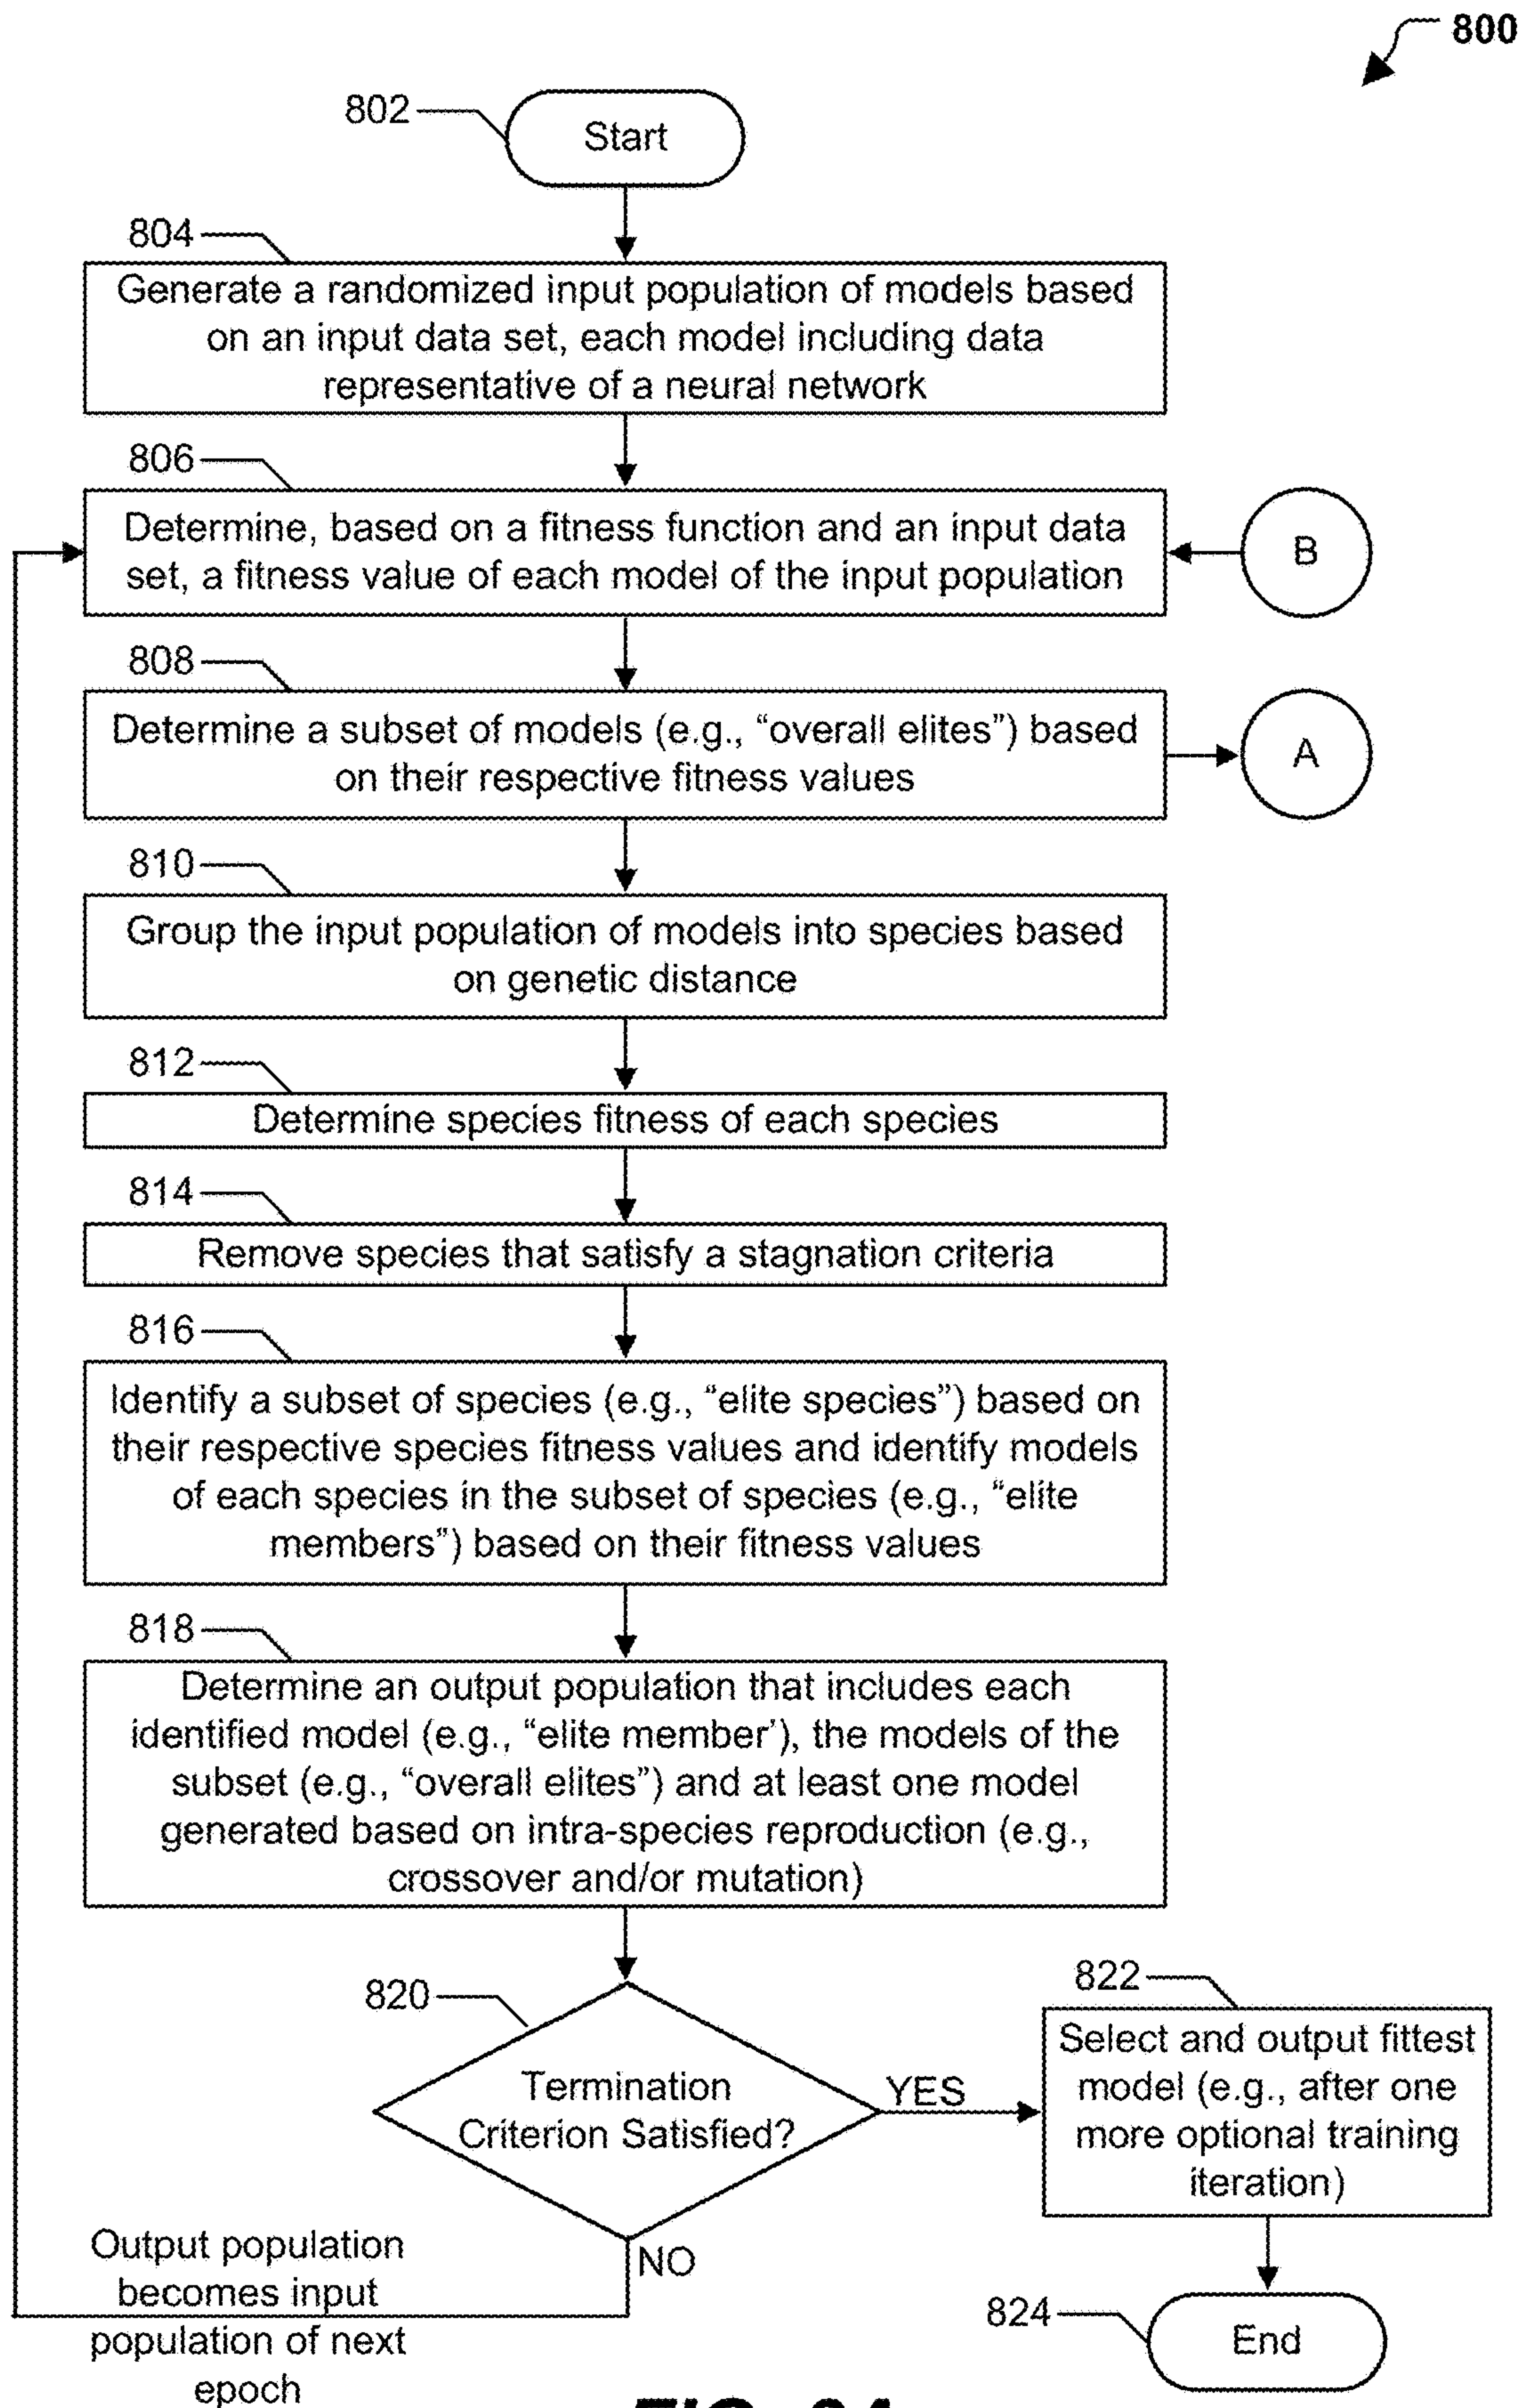 800
802
Start
804
Generate a randomized input population of models based
on an input data set, each model including data
representative of a neural network
806
Determine, based on a fitness function and an input data
set, a fitness value of each model of the input population
B
808
Determine a subset of models (e.g., “overall elites”) based
on their respective fitness values
A
810
Group the input population of models into species based
on genetic distance
812
Determine species fitness of each species
814
Remove species that satisfy a stagnation criteria
816
Identify a subset of species (e.g., “elite species”) based on
their respective species fitness values and identify models
of each species in the subset of species (e.g., “elite
members”) based on their fitness values
818
Determine an output population that includes each
identified model (e.g., “elite member’), the models of the
subset (e.g., “overall elites”) and at least one model
generated based on intra-species reproduction (e.g.,
crossover and/or mutation)
820
Termination
Criterion Satisfied?
YES
822
Select and output fittest
model (e.g., after one
more optional training
iteration)
NO
Output population
becomes input
population of next
epoch
824
End